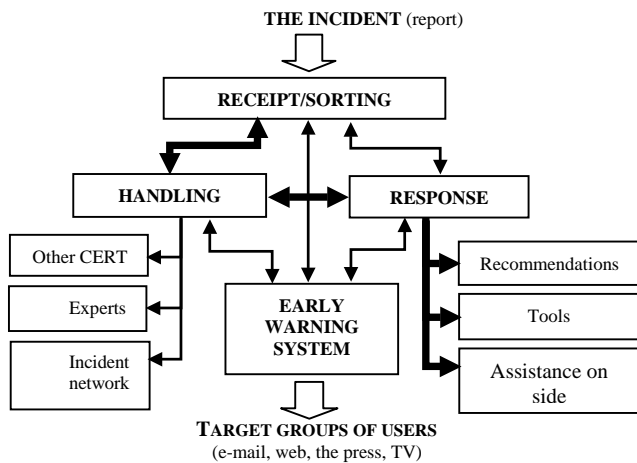 THE INCIDENT (report)
RECEIPT/SORTING
HANDLING
RESPONSE
Other CERT
Experts
Incident
network
EARLY
WARNING
SYSTEM
Recommendations
Tools
Assistance on
side
TARGET GROUPS OF USERS
(e-mail, web, the press, TV)